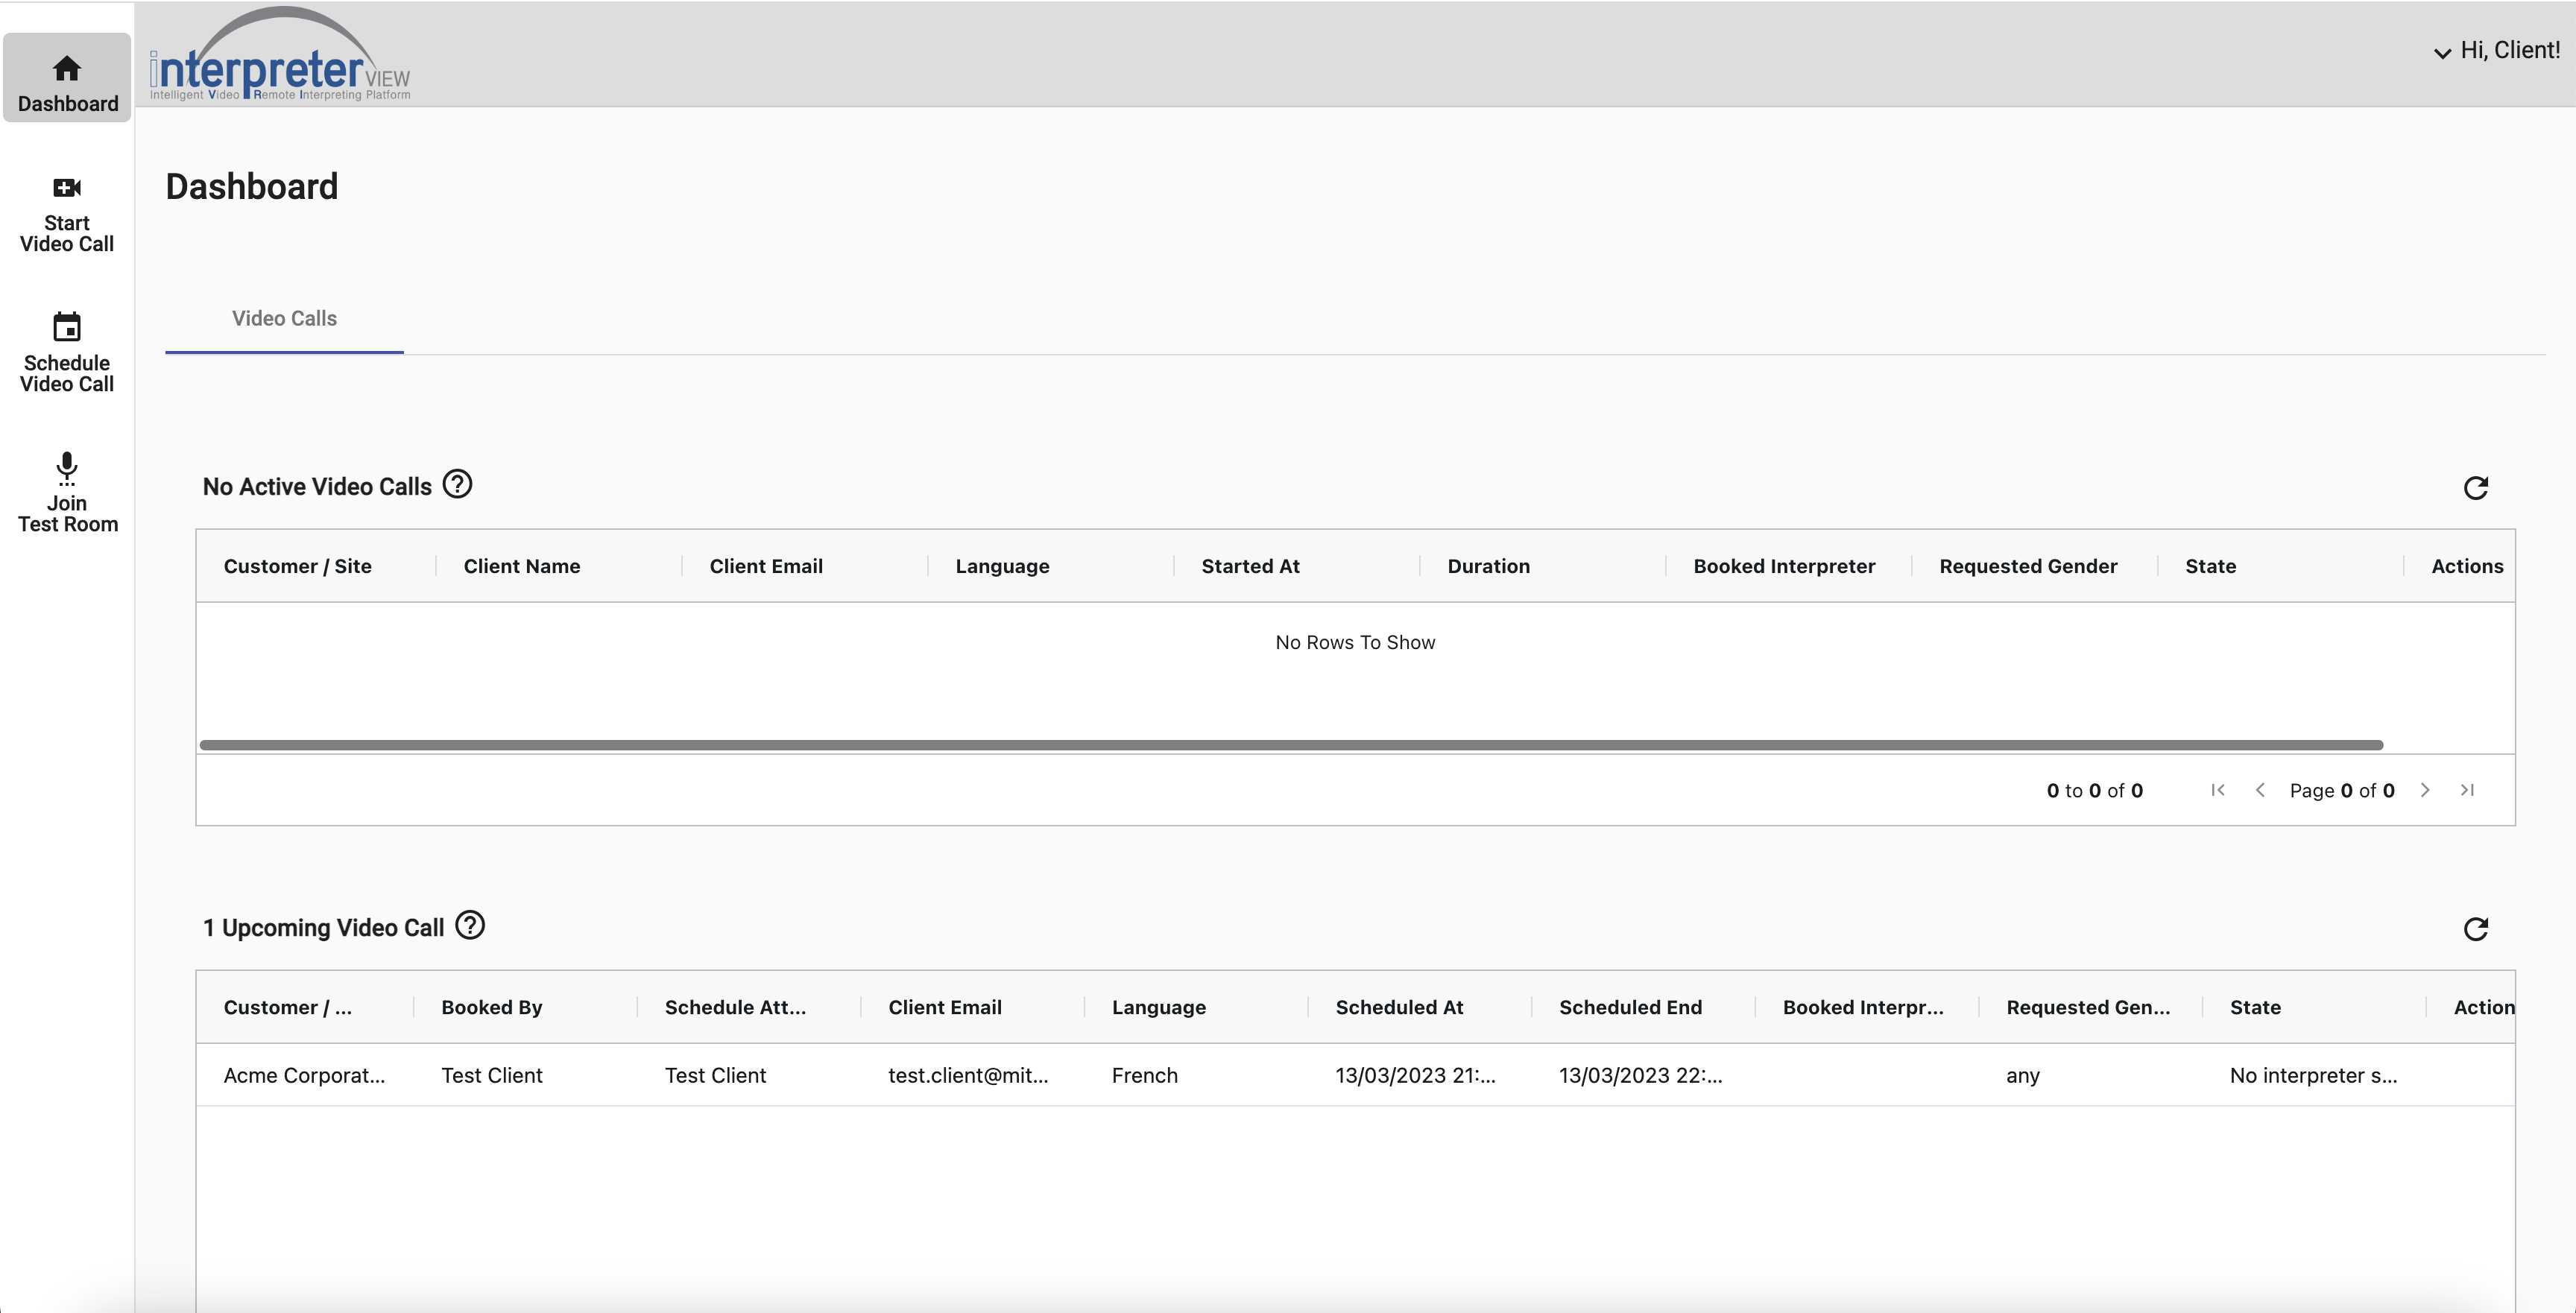 Dashboard
Start
Video Call
Schedule
Video Call
Join
Test Room
interpreter VIEW
Intelligent Video Remote Interpreting Platform
Hi, Client!
Dashboard
Video Calls
No Active Video Calls ?
Customer / Site Client Name Client Email Language Started At Duration Booked Interpreter Requested Gender State Actions
No Rows To Show
0 to 0 of 0 Page 0 of 0
1 Upcoming Video Call ?
Customer / ... Booked By Schedule Att... Client Email Language Scheduled At Scheduled End Booked Interpr... Requested Gen... State Action
Acme Corporat... Test Client Test Client test.client@mit... French 13/03/2023 21:... 13/03/2023 22:... any No interpreter s...